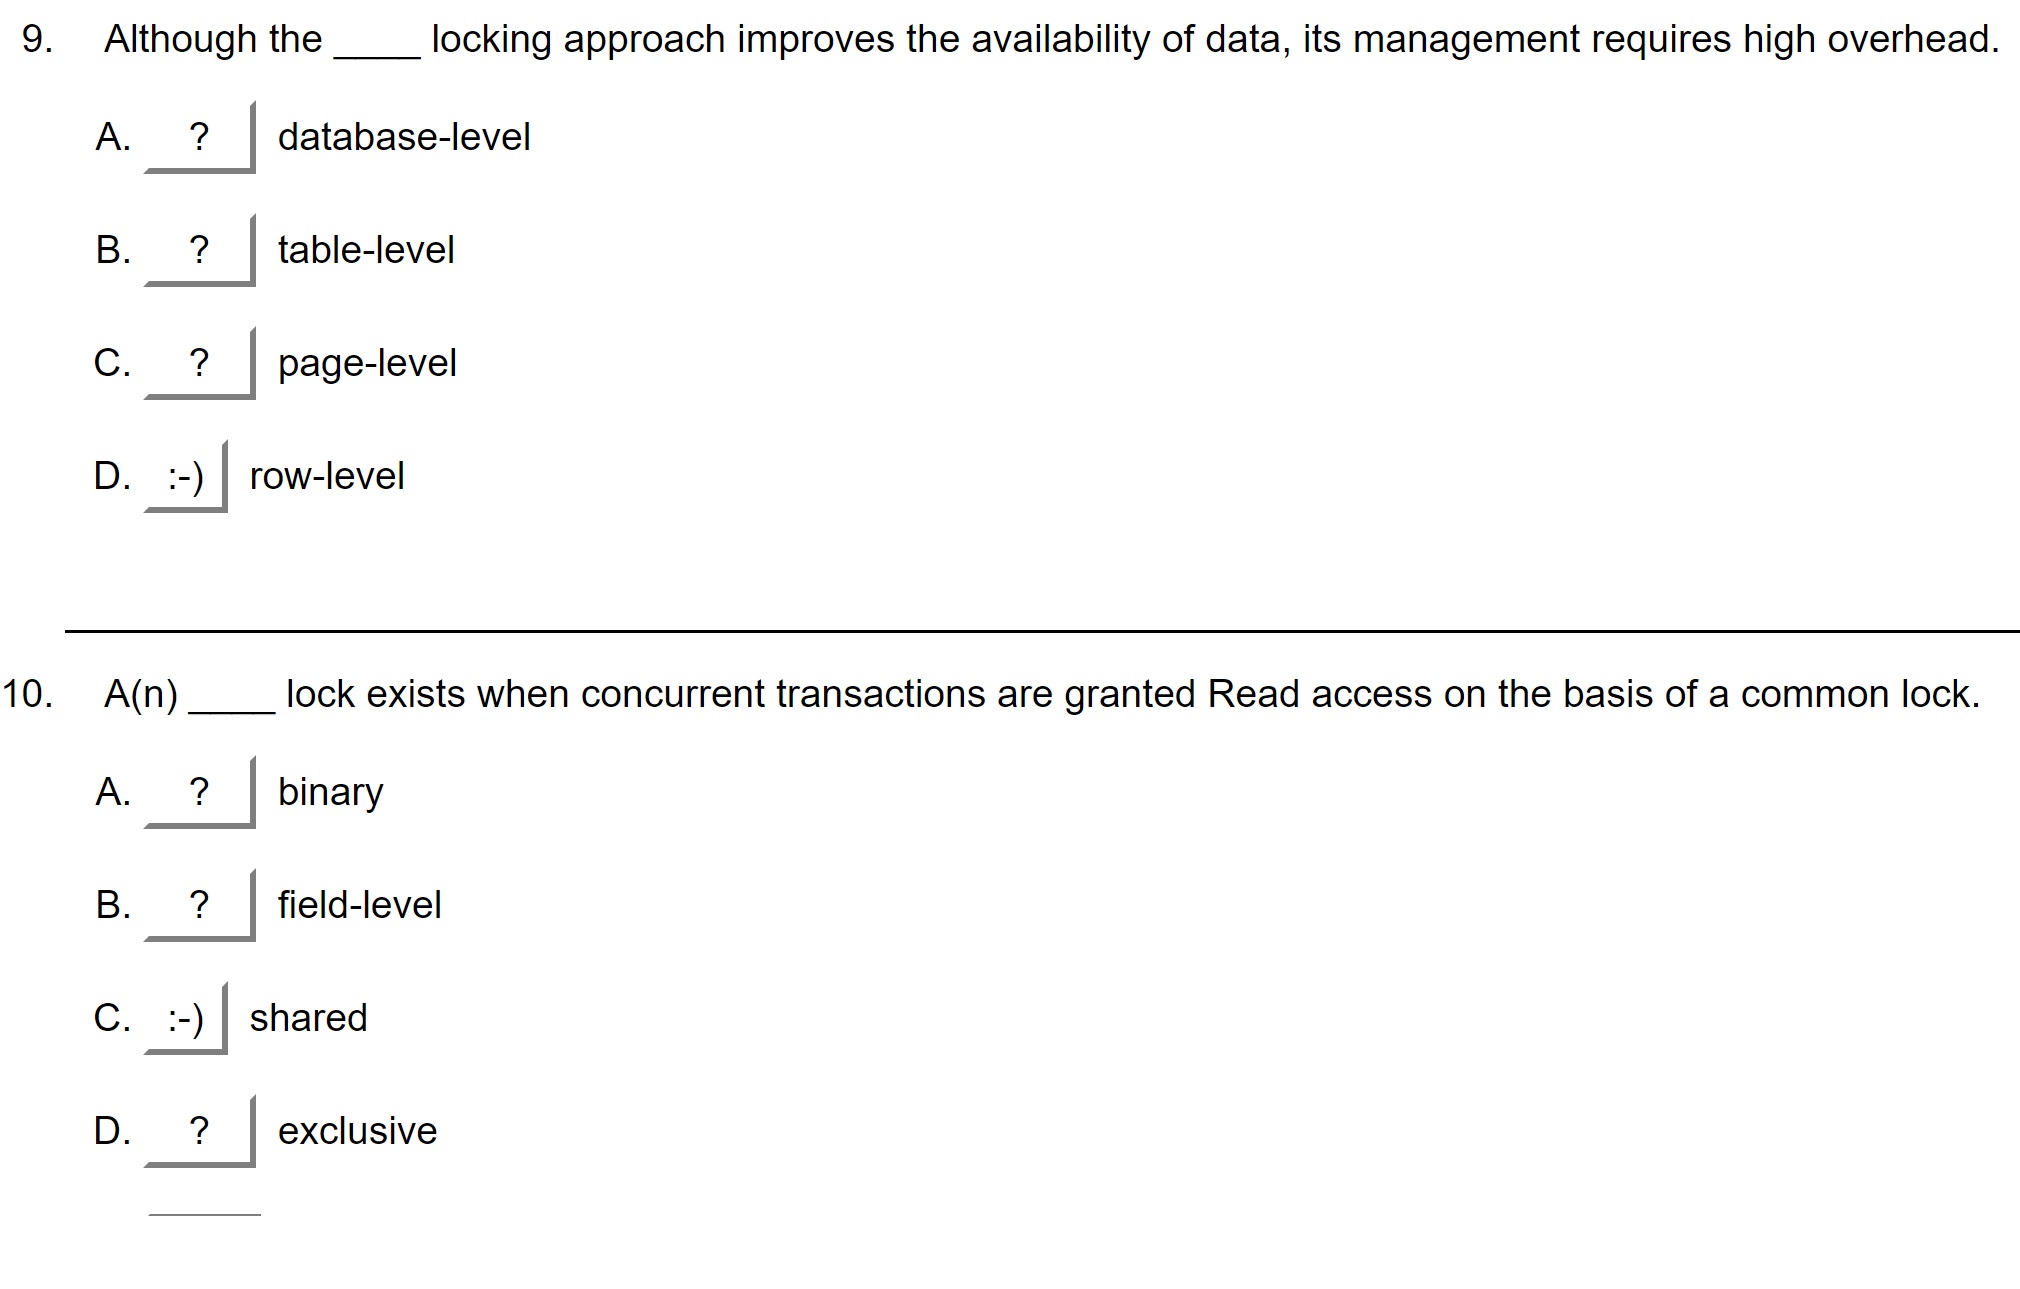 9. Although the ____ locking approach improves the availability of data, its management requires high overhead.
A. ? database-level
B. ? table-level
C. ? page-level
D. :-) row-level
10. A(n) ____ lock exists when concurrent transactions are granted Read access on the basis of a common lock.
A. ? binary
B. ? field-level
C. :-) shared
D. ? exclusive